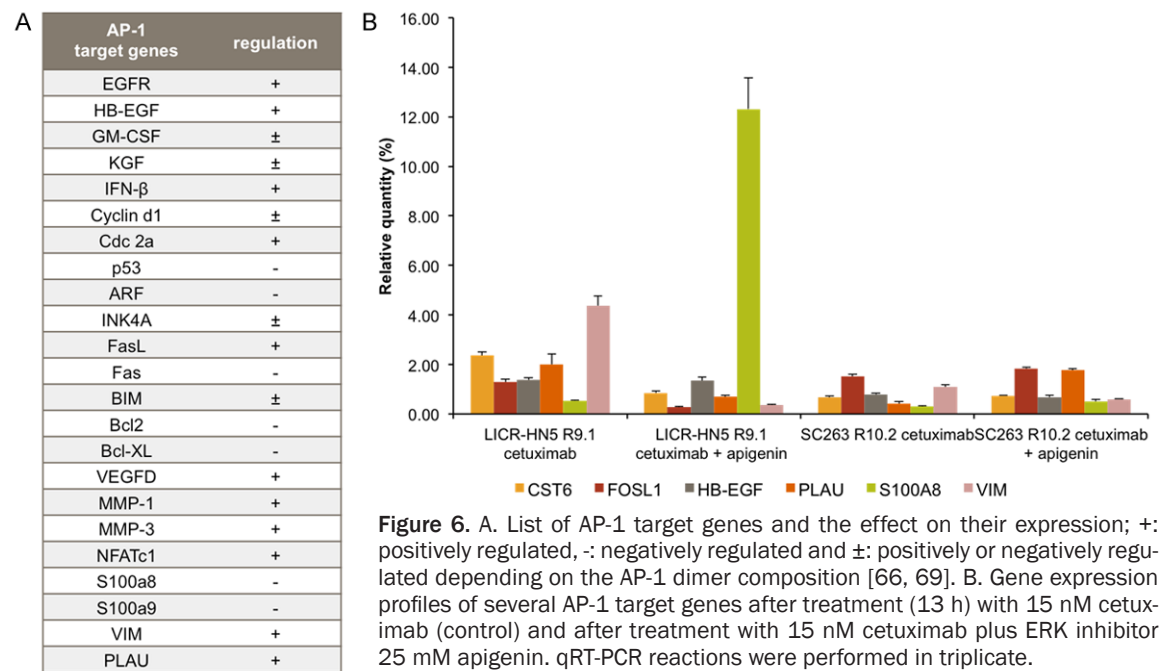 A
AP-1
target genes regulation
EGFR +
HB-EGF +
GM-CSF ±
KGF ±
IFN-β +
Cyclin d1 ±
Cdc 2a +
p53 -
ARF -
INK4A ±
FasL +
Fas -
BIM ±
Bcl2 -
Bcl-XL -
VEGFD +
MMP-1 +
MMP-3 +
NFATc1 +
S100a8 -
S100a9 -
VIM +
PLAU +
B
Relative quantity (%)
16.00
14.00
12.00
10.00
8.00
6.00
4.00
2.00
0.00
LICR-HN5 R9.1
cetuximab
LICR-HN5 R9.1
cetuximab + apigenin
SC263 R10.2 cetuximab
SC263 R10.2 cetuximab
+ apigenin
CST6 FOSL1 HB-EGF PLAU S100A8 VIM
Figure 6. A. List of AP-1 target genes and the effect on their expression; +:
positively regulated, -: negatively regulated and ±: positively or negatively regu-
lated depending on the AP-1 dimer composition [66, 69]. B. Gene expression
profiles of several AP-1 target genes after treatment (13 h) with 15 nM cetux-
imab (control) and after treatment with 15 nM cetuximab plus ERK inhibitor
25 mM apigenin. qRT-PCR reactions were performed in triplicate.